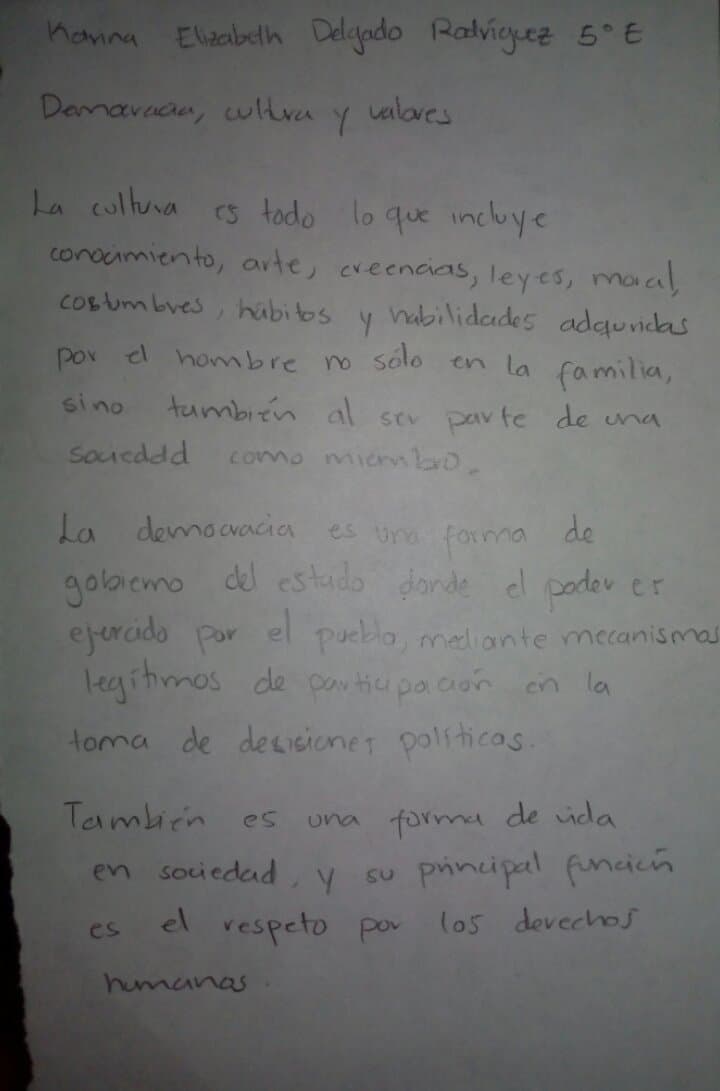 Karina Elizabeth Delgado Rodríguez 5° E
Democracia, cultura y valores
La cultura es todo lo que incluye
conocimiento, arte, creencias, leyes, moral,
costumbres, hábitos y habilidades adquridas
por el hombre no sólo en la familia,
sino también al ser parte de una
sociedad como miembro.
La democracia es una forma de
gobierno del estado donde el poder es
ejercido por el pueblo, mediante mecanismos
legítimos de participación en la
toma de desisiones políticas.
También es una forma de vida
en sociedad, y su principal función
es el respeto por los derechos
humanos.